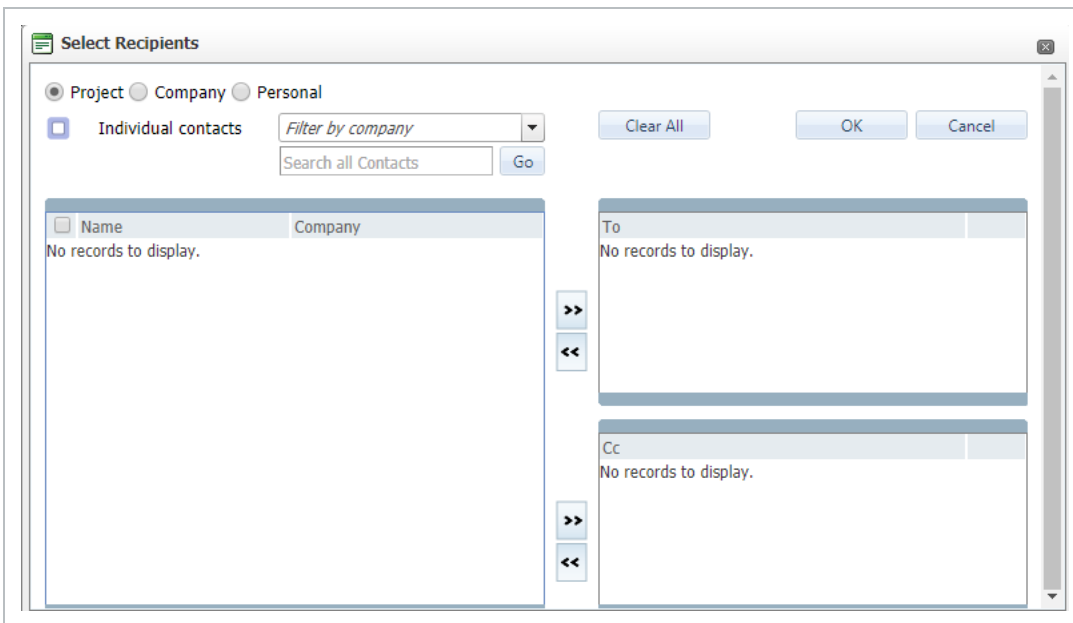 Select Recipients
Project Company Personal
Individual contacts Filter by company Clear All OK Cancel
Search all Contacts Go
Name Company To
No records to display. No records to display.
>>
<<
Cc
No records to display.
>>
<<